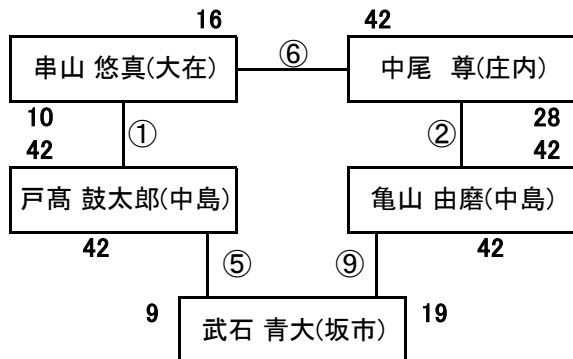 16 42
串山 悠真(大在) ⑥ 中尾 尊(庄内)
10 ① ② 28
42 42
戸髙 鼓太郎(中島) 亀山 由磨(中島)
42 ⑤ ⑨ 42
9 武石 青大(坂市) 19